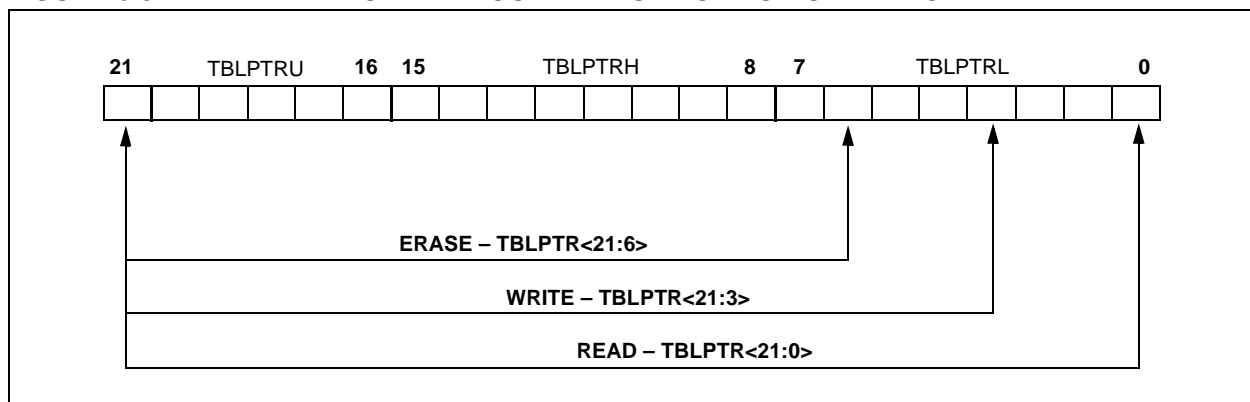 21 TBLPTRU 16 15 TBLPTRH 8 7 TBLPTRL 0
ERASE – TBLPTR<21:6>
WRITE – TBLPTR<21:3>
READ – TBLPTR<21:0>